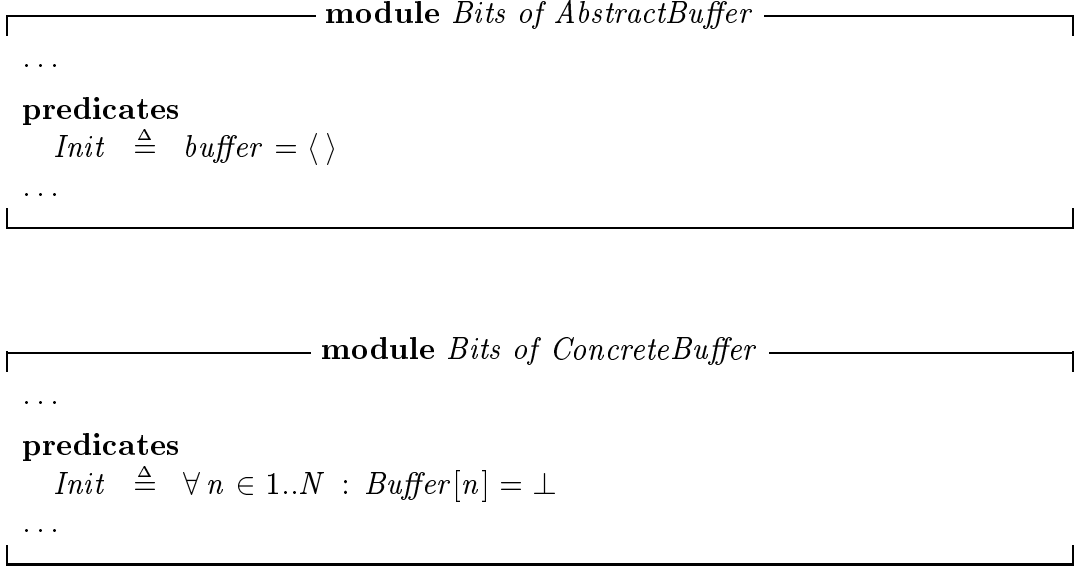 module Bits of AbstractBuffer
...
predicates
Init ≜ buffer = ⟨ ⟩
...
module Bits of ConcreteBuffer
...
predicates
Init ≜ ∀ n ∈ 1..N : Buffer[n] = ⊥
...